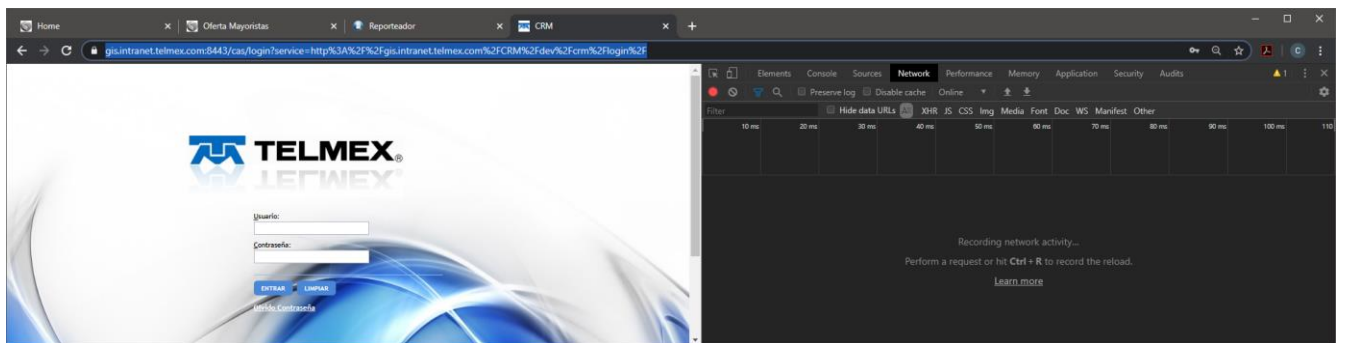 Home
Oferta Mayoristas
Reporteador
CRM
gis.intranet.telmex.com:8443/cas/login?service=http%3A%2F%2Fgis.intranet.telmex.com%2FCRM%2Fdev%2Fcrm%2Flogin%2F
C
Elements Console Sources Network Performance Memory Application Security Audits 1
Preserve log Disable cache Online
Filter Hide data URLs All XHR JS CSS Img Media Font Doc WS Manifest Other
10 ms 20 ms 30 ms 40 ms 50 ms 60 ms 70 ms 80 ms 90 ms 100 ms 110
TELMEX®
Usuario:
Contraseña:
ENTRAR LIMPIAR
Contraseña
Recording network activity...
Perform a request or hit Ctrl + R to record the reload.
Learn more